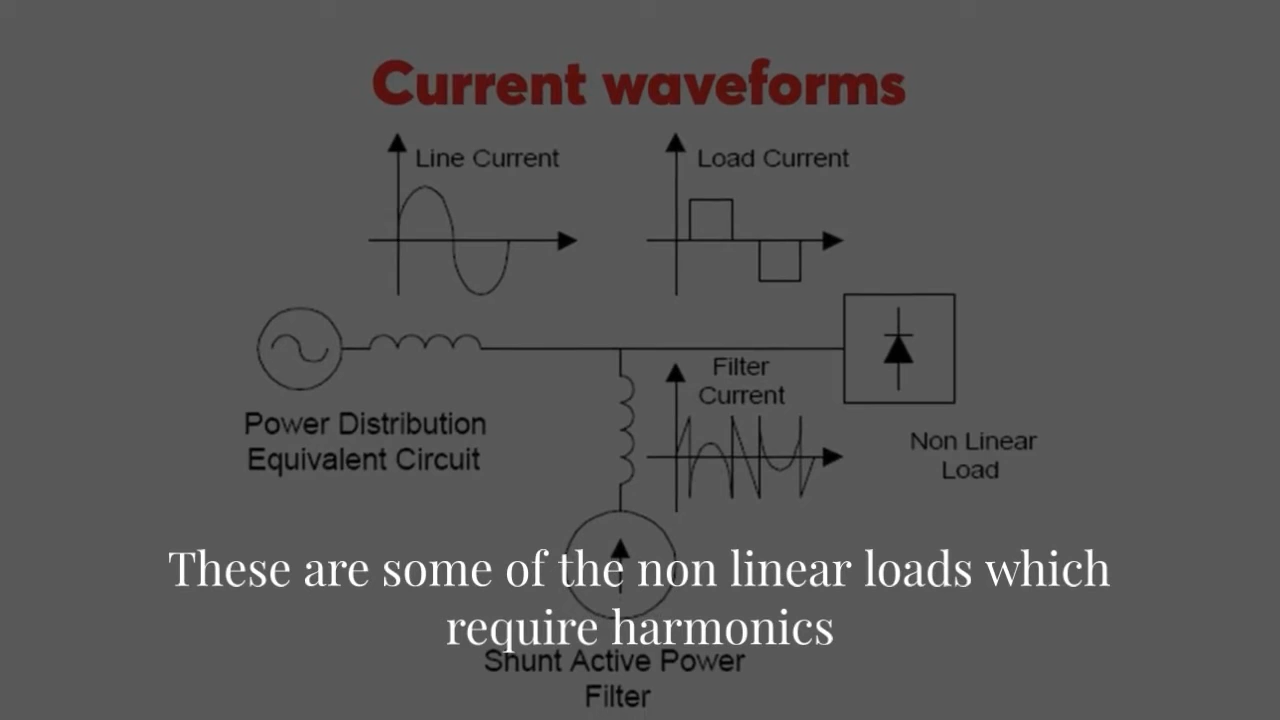 Current waveforms
Line Current
Load Current
Filter
Current
Power Distribution
Equivalent Circuit
Non Linear
Load
These are some of the non linear loads which
require harmonics
Shunt Active Power
Filter